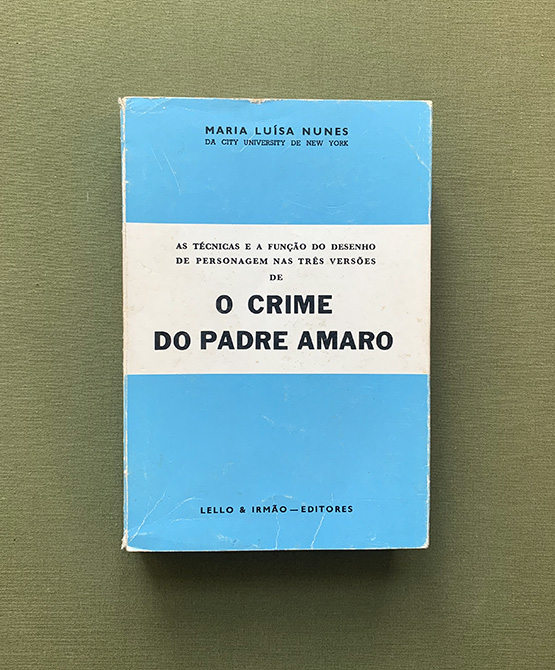 MARIA LUÍSA NUNES
DA CITY UNIVERSITY DE NEW YORK
AS TÉCNICAS E A FUNÇÃO DO DESENHO
DE PERSONAGEM NAS TRÊS VERSÕES
DE
O CRIME
DO PADRE AMARO
LELLO & IRMÃO — EDITORES